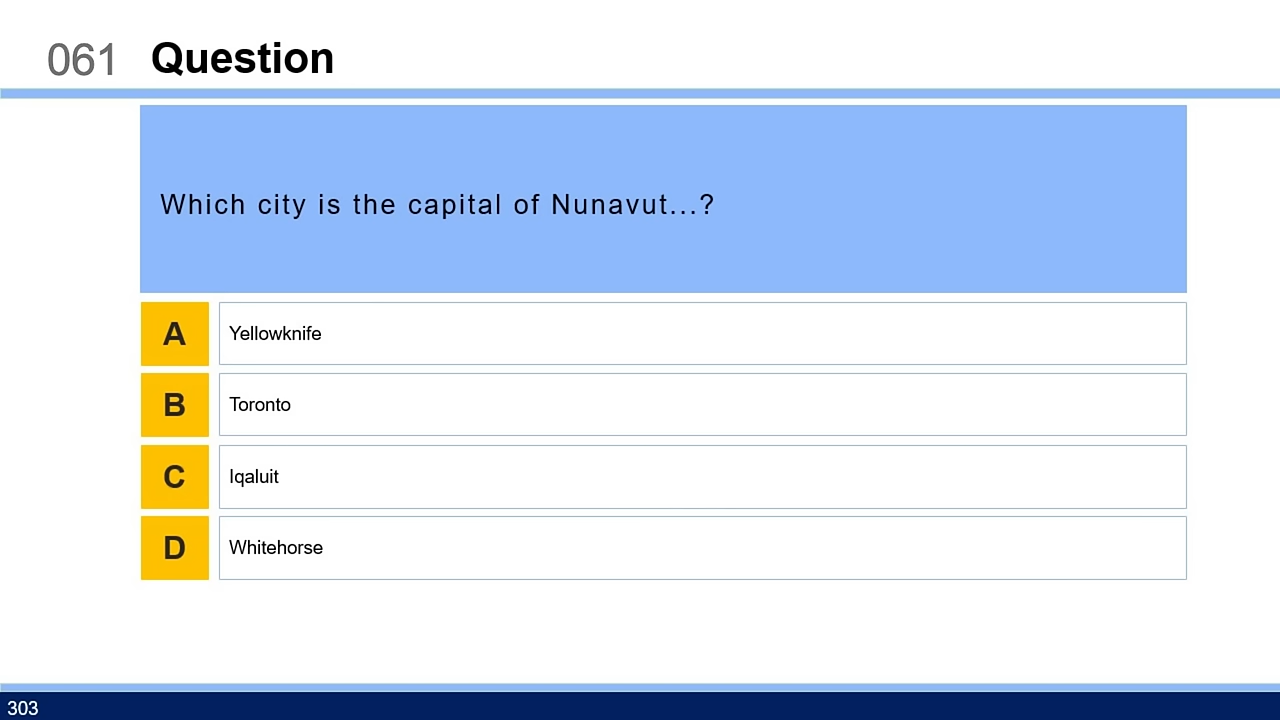 061 Question
Which city is the capital of Nunavut...?
A Yellowknife
B Toronto
C Iqaluit
D Whitehorse
303